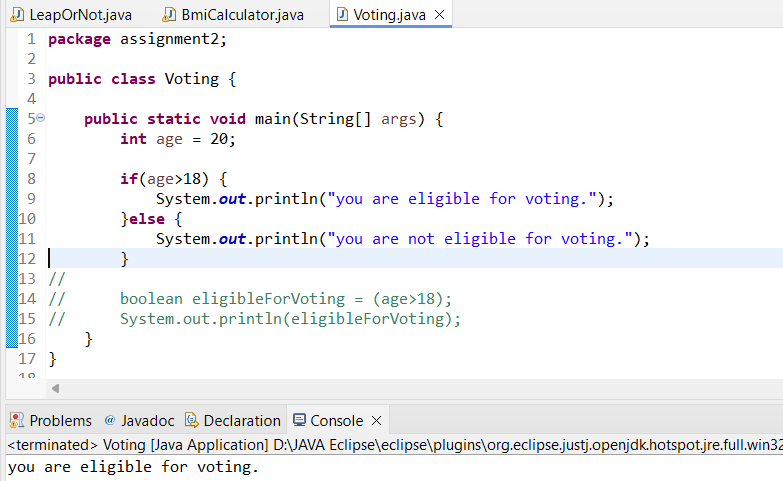 LeapOrNot.java BmiCalculator.java Voting.java
1 package assignment2;
2
3 public class Voting {
4
5 public static void main(String[] args) {
6 int age = 20;
7
8 if(age>18) {
9 System.out.println("you are eligible for voting.");
10 }else {
11 System.out.println("you are not eligible for voting.");
12 }
13 //
14 // boolean eligibleForVoting = (age>18);
15 // System.out.println(eligibleForVoting);
16 }
17 }
18
Problems @ Javadoc Declaration Console
<terminated> Voting [Java Application] D:\JAVA Eclipse\eclipse\plugins\org.eclipse.justj.openjdk.hotspot.jre.full.win32
you are eligible for voting.